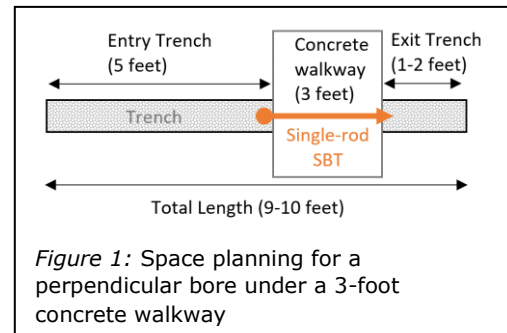 Entry Trench
(5 feet)
Concrete
walkway
(3 feet)
Exit Trench
(1-2 feet)
Trench
Single-rod
SBT
Total Length (9-10 feet)
Figure 1: Space planning for a
perpendicular bore under a 3-foot
concrete walkway